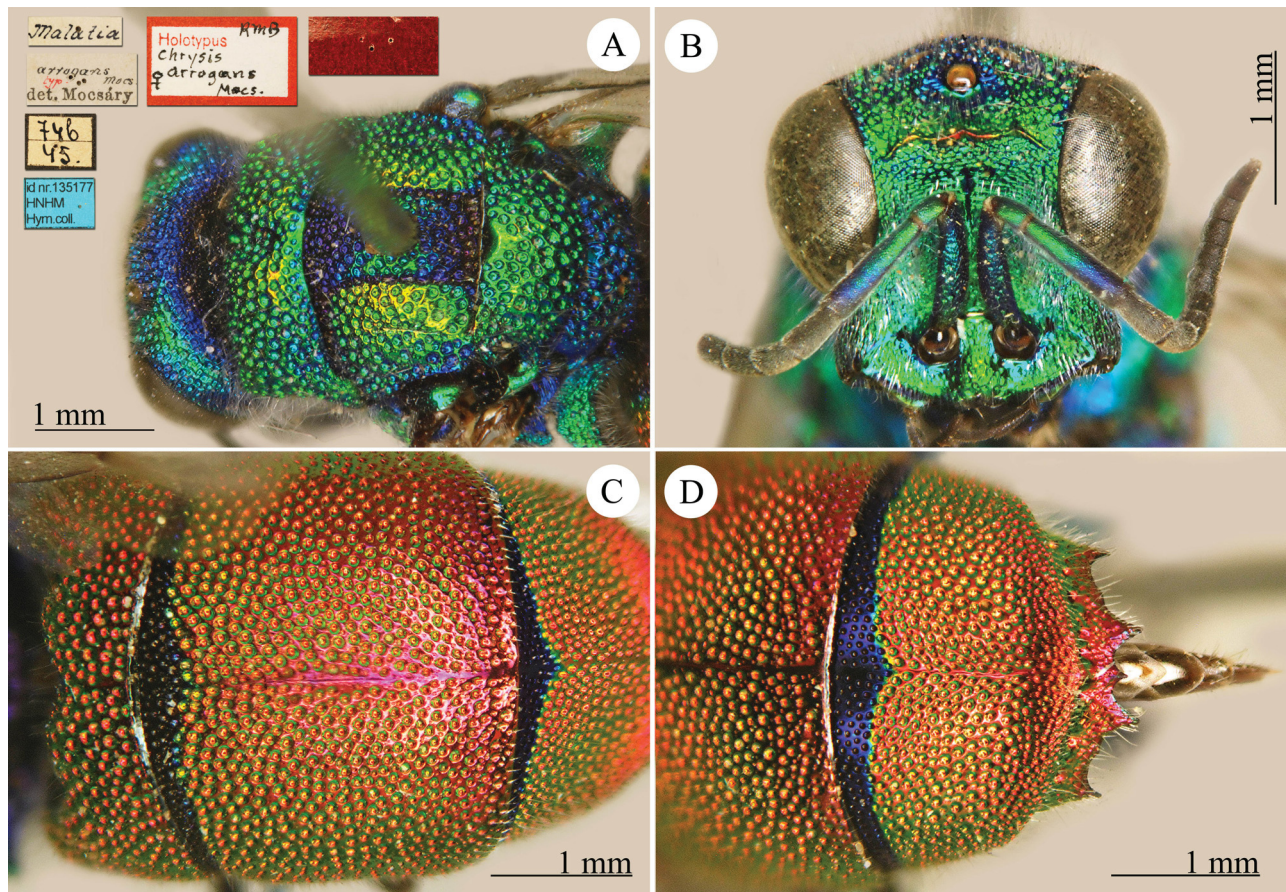 Malatia
arrogans
typ Mocs
det. Mocsáry
RMB
Holotypus
Chrysis
♀ arrogans
Mocs.
746
45.
id nr.135177
HNHM
Hym.coll.
A
1 mm
B
1 mm
C
1 mm
D
1 mm